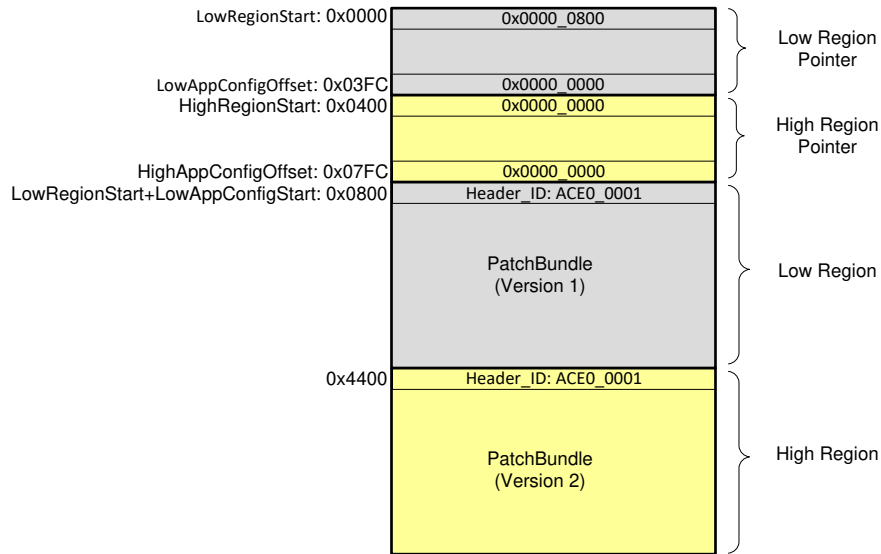 LowRegionStart: 0x0000
0x0000_0800
Low Region
Pointer
LowAppConfigOffset: 0x03FC
0x0000_0000
HighRegionStart: 0x0400
0x0000_0000
High Region
Pointer
HighAppConfigOffset: 0x07FC
0x0000_0000
LowRegionStart+LowAppConfigStart: 0x0800
Header_ID: ACE0_0001
PatchBundle
(Version 1)
Low Region
0x4400
Header_ID: ACE0_0001
PatchBundle
(Version 2)
High Region